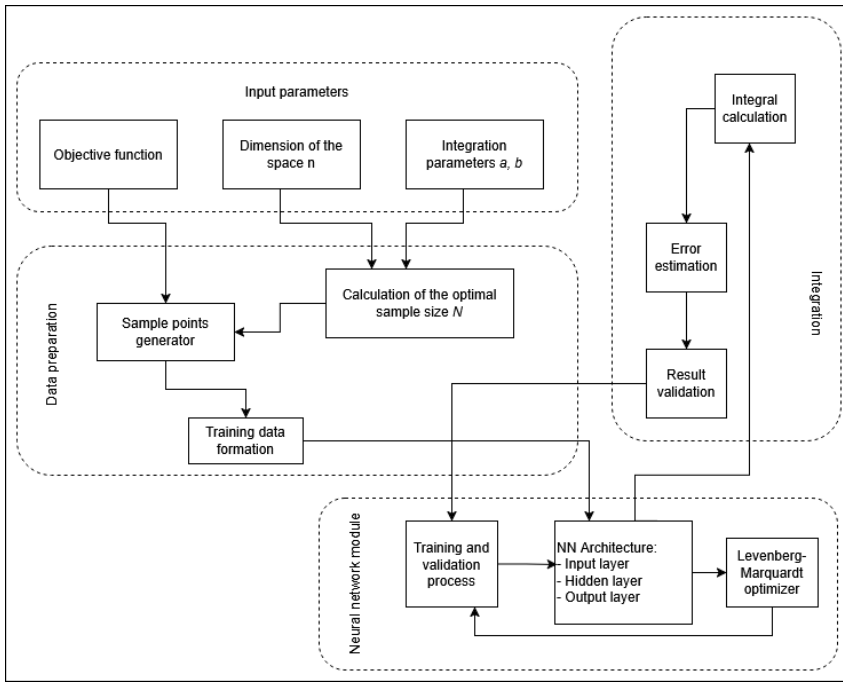 Input parameters
Objective function
Dimension of the
space n
Integration
parameters a, b
Data preparation
Calculation of the optimal
sample size N
Sample points
generator
Training data
formation
Integral
calculation
Error
estimation
Result
validation
Integration
Neural network module
Training and
validation
process
NN Architecture:
- Input layer
- Hidden layer
- Output layer
Levenberg-
Marquardt
optimizer